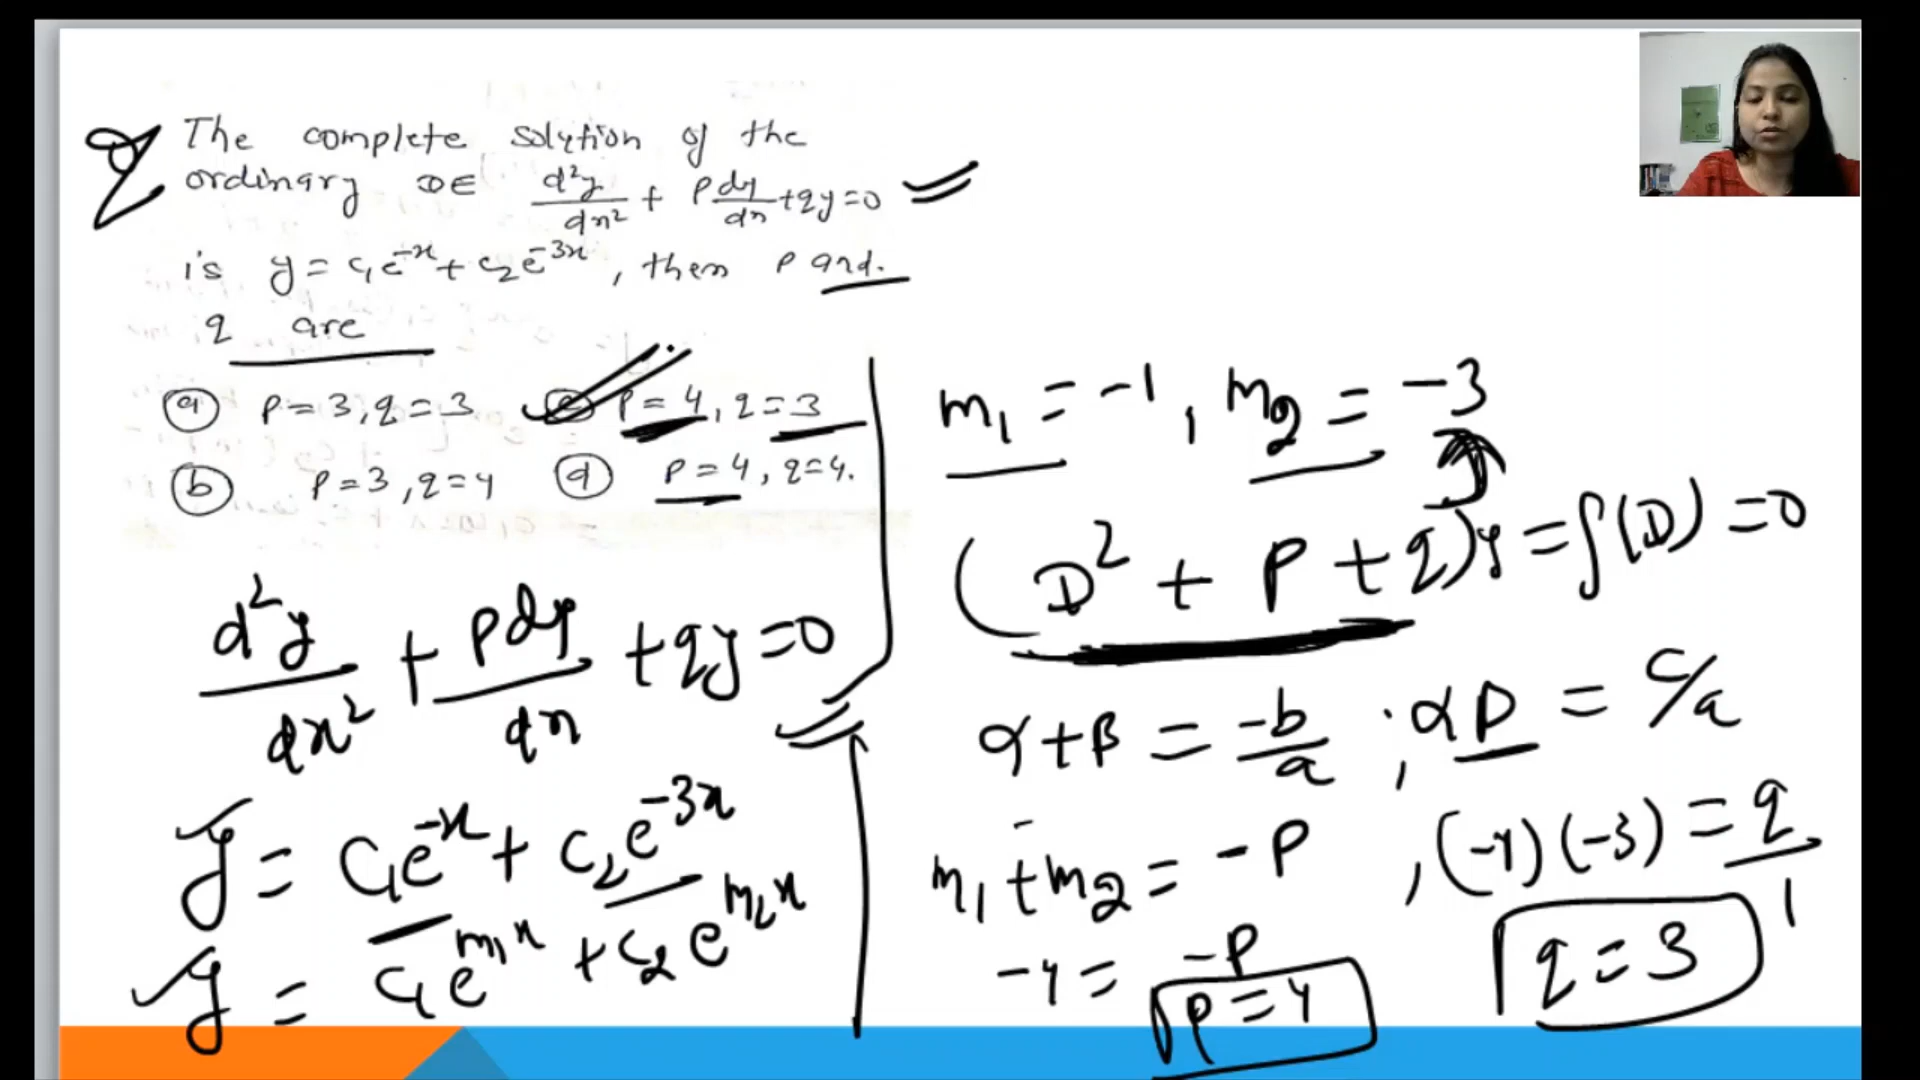 Q The complete solution of the
ordinary DE d²y/dx² + p dy/dx + qy = 0
is y = c₁e⁻ˣ + c₂e⁻³ˣ, then p and.
q are
(a) P = 3, q = 3 (c) P = 4, q = 3
(b) P = 3, q = 4 (d) P = 4, q = 4.
d²y/dx² + p dy/dx + qy = 0
y = c₁e⁻ˣ + c₂e⁻³ˣ
y = c₁e^m₁x + c₂e^m₂x
m₁ = -1, m₂ = -3
(D² + P + q)y = f(D) = 0
α + β = -b/a ; αβ = c/a
m₁ + m₂ = -P , (-1)(-3) = q/1
-4 = -P
P = 4
q = 3